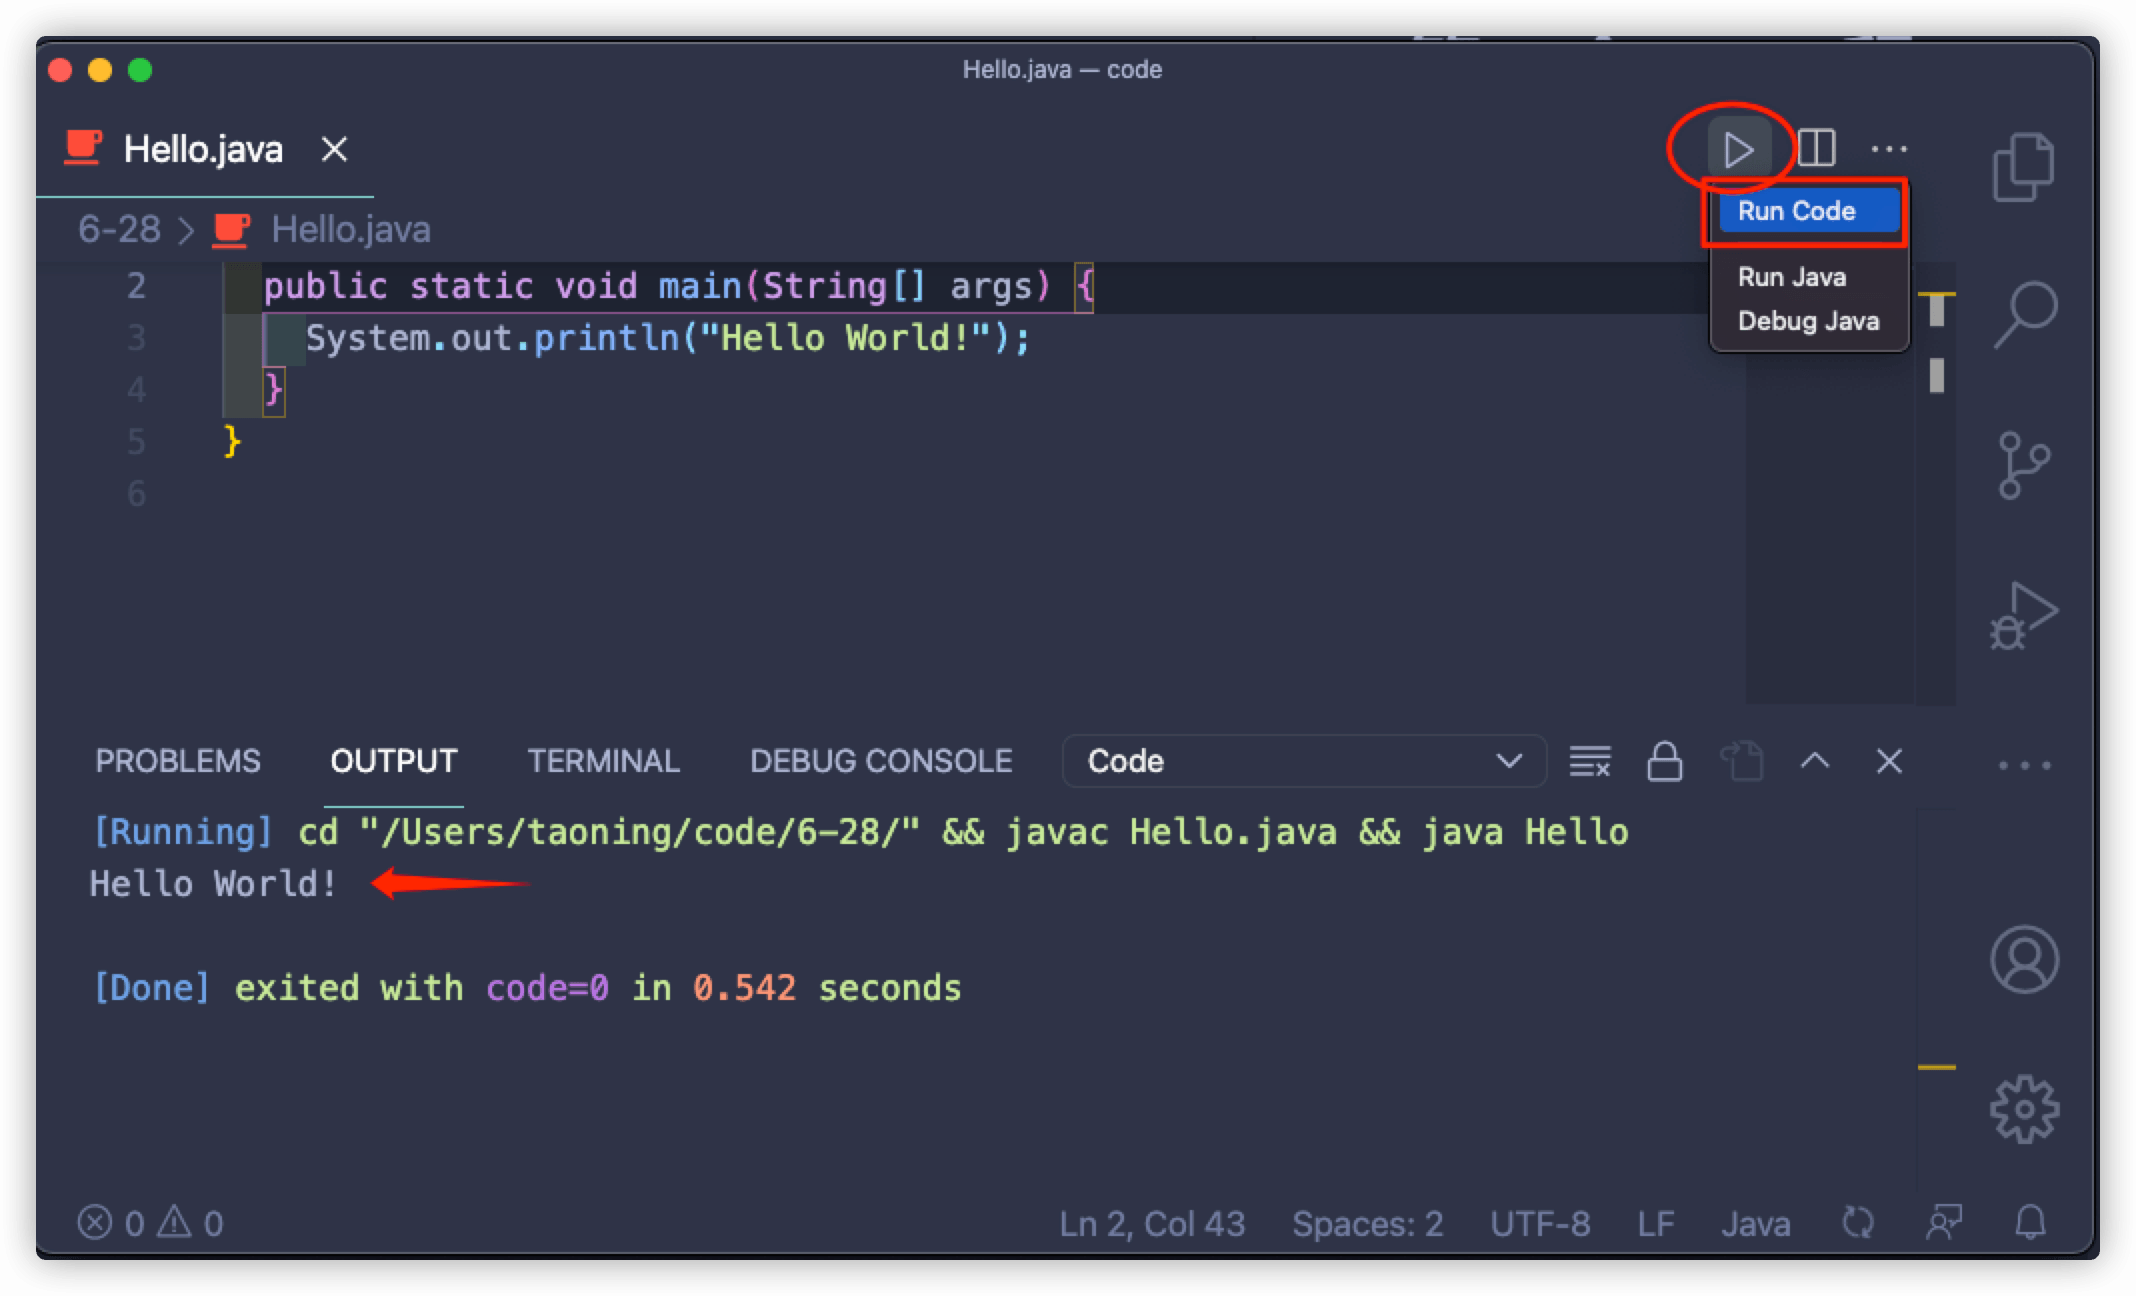 Hello.java — code
Hello.java
6-28 > Hello.java
Run Code
Run Java
Debug Java
2 public static void main(String[] args) {
3 System.out.println("Hello World!");
4 }
5 }
6
PROBLEMS OUTPUT TERMINAL DEBUG CONSOLE Code
[Running] cd "/Users/taoning/code/6-28/" && javac Hello.java && java Hello
Hello World!
[Done] exited with code=0 in 0.542 seconds
0 0 Ln 2, Col 43 Spaces: 2 UTF-8 LF Java